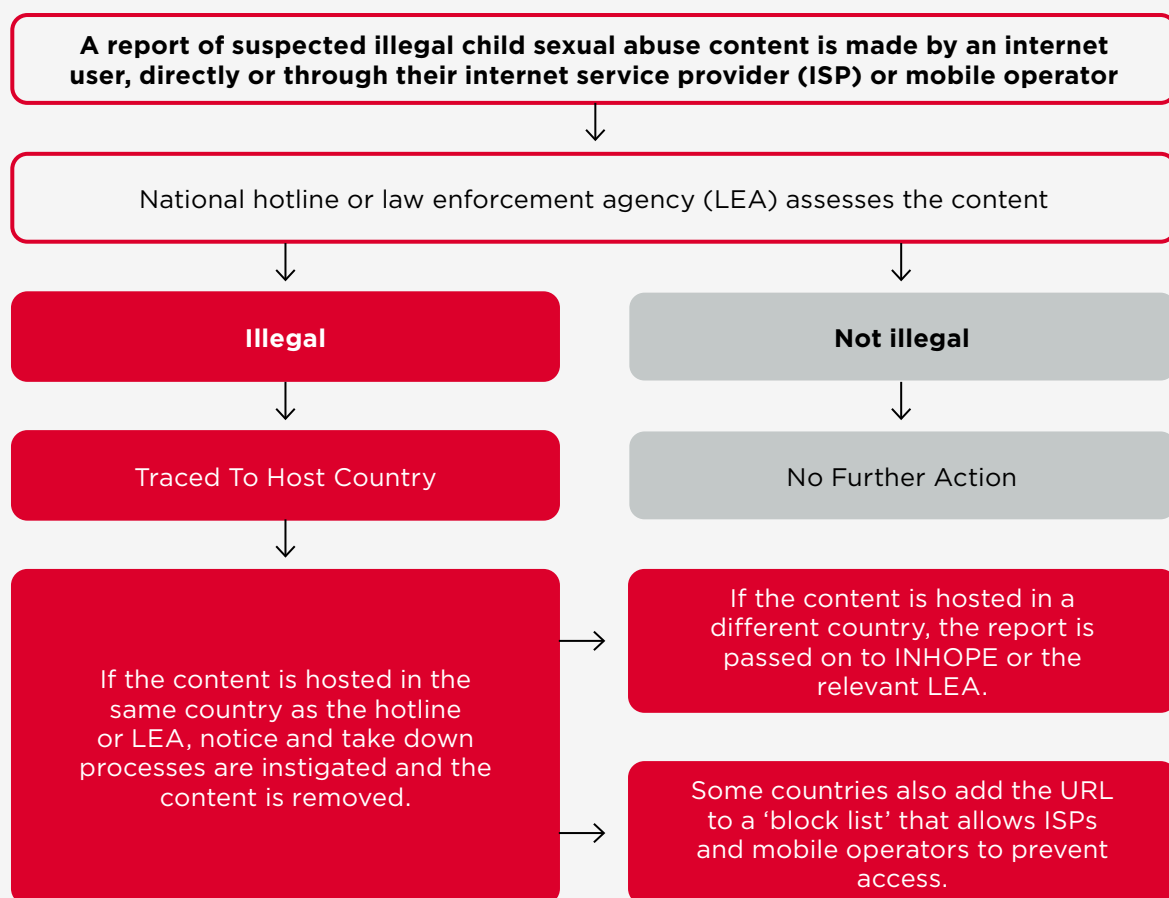 A report of suspected illegal child sexual abuse content is made by an internet
user, directly or through their internet service provider (ISP) or mobile operator
National hotline or law enforcement agency (LEA) assesses the content
Illegal
Not illegal
Traced To Host Country
No Further Action
If the content is hosted in the
same country as the hotline
or LEA, notice and take down
processes are instigated and the
content is removed.
If the content is hosted in a
different country, the report is
passed on to INHOPE or the
relevant LEA.
Some countries also add the URL
to a ‘block list’ that allows ISPs
and mobile operators to prevent
access.